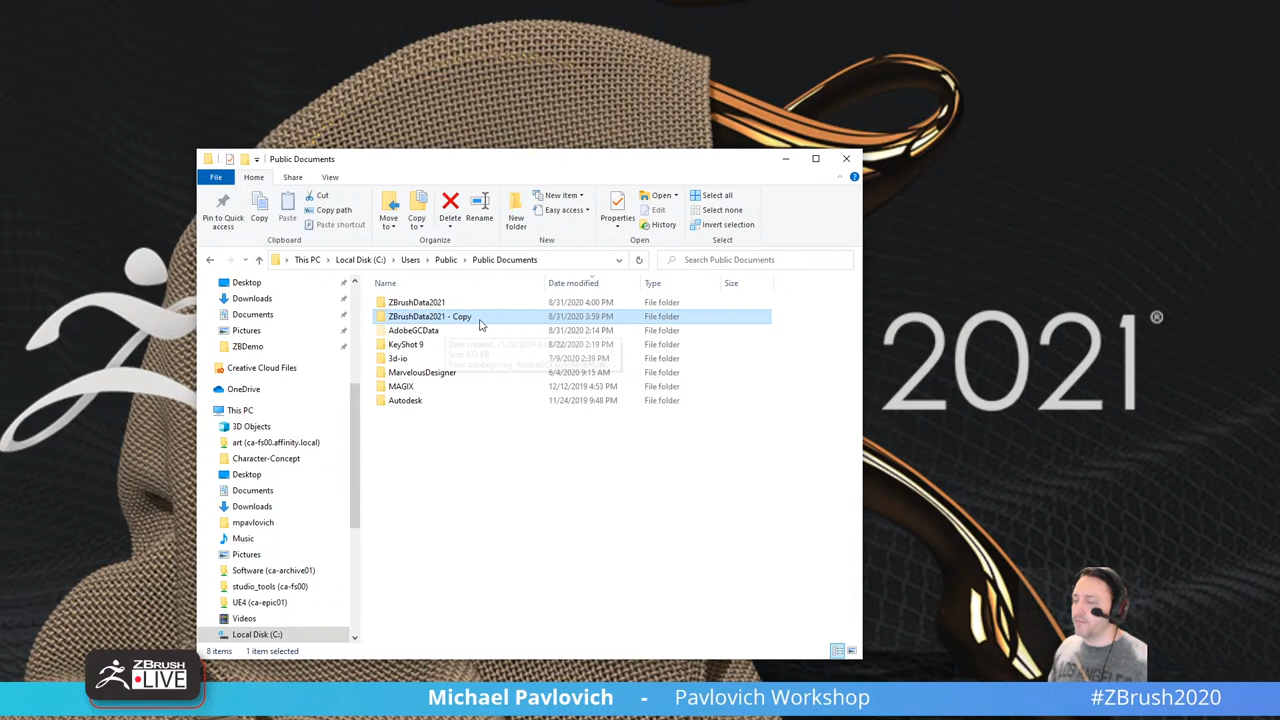 Public Documents
File
Home
Share
View
Pin to Quick access
Copy
Paste
Cut
Copy path
Paste shortcut
Clipboard
Move to
Copy to
Delete
Rename
Organize
New folder
New item
Easy access
New
Properties
Open
Edit
History
Open
Select all
Select none
Invert selection
Select
This PC > Local Disk (C:) > Users > Public > Public Documents
Search Public Documents
Name Date modified Type Size
ZBrushData2021 8/31/2020 4:00 PM File folder
ZBrushData2021 - Copy 8/31/2020 3:59 PM File folder
AdobeGCData 8/31/2020 2:14 PM File folder
KeyShot 9 8/22/2020 2:19 PM File folder
3d-io 7/9/2020 2:39 PM File folder
MarvelousDesigner 6/4/2020 9:15 AM File folder
MAGIX 12/12/2019 4:53 PM File folder
Autodesk 11/24/2019 9:48 PM File folder
Desktop
Downloads
Documents
Pictures
ZBDemo
Creative Cloud Files
OneDrive
This PC
3D Objects
art (ca-fs00.affinity.local)
Character-Concept
Desktop
Documents
Downloads
mpavlovich
Music
Pictures
Software (ca-archive01)
studio_tools (ca-fs00)
UE4 (ca-epic01)
Videos
Local Disk (C:)
8 items 1 item selected
2021®
LOS ANGELES
ZBRUSH
LIVE
Michael Pavlovich - Pavlovich Workshop #ZBrush2020